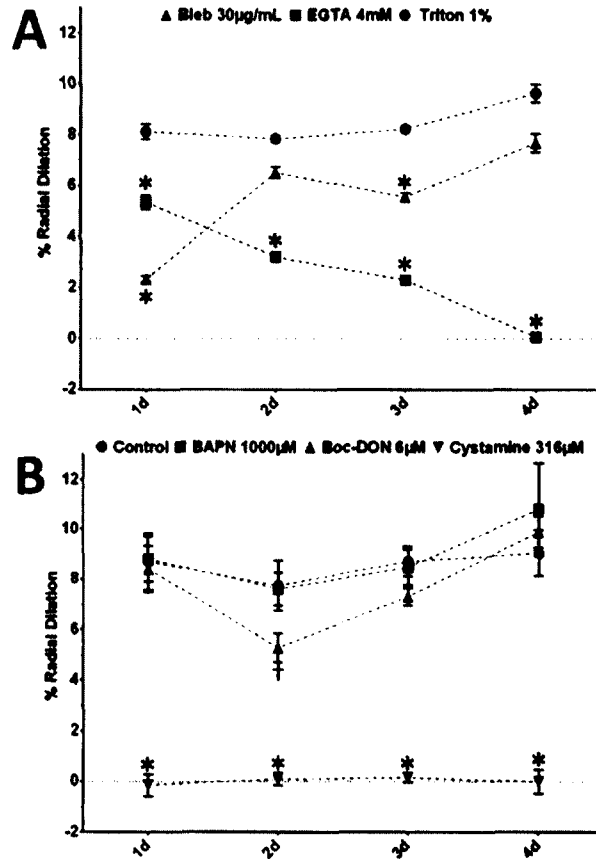 A
▲ Bleb 30µg/mL ■ EGTA 4mM ● Triton 1%
% Radial Dilation
12
10
8
6
4
2
0
-2
* * * * * *
1d 2d 3d 4d
B
● Control ■ BAPN 1000µM ▲ Boc-DON 6µM ▼ Cystamine 316µM
% Radial Dilation
12
10
8
6
4
2
0
-2
* * * *
1d 2d 3d 4d